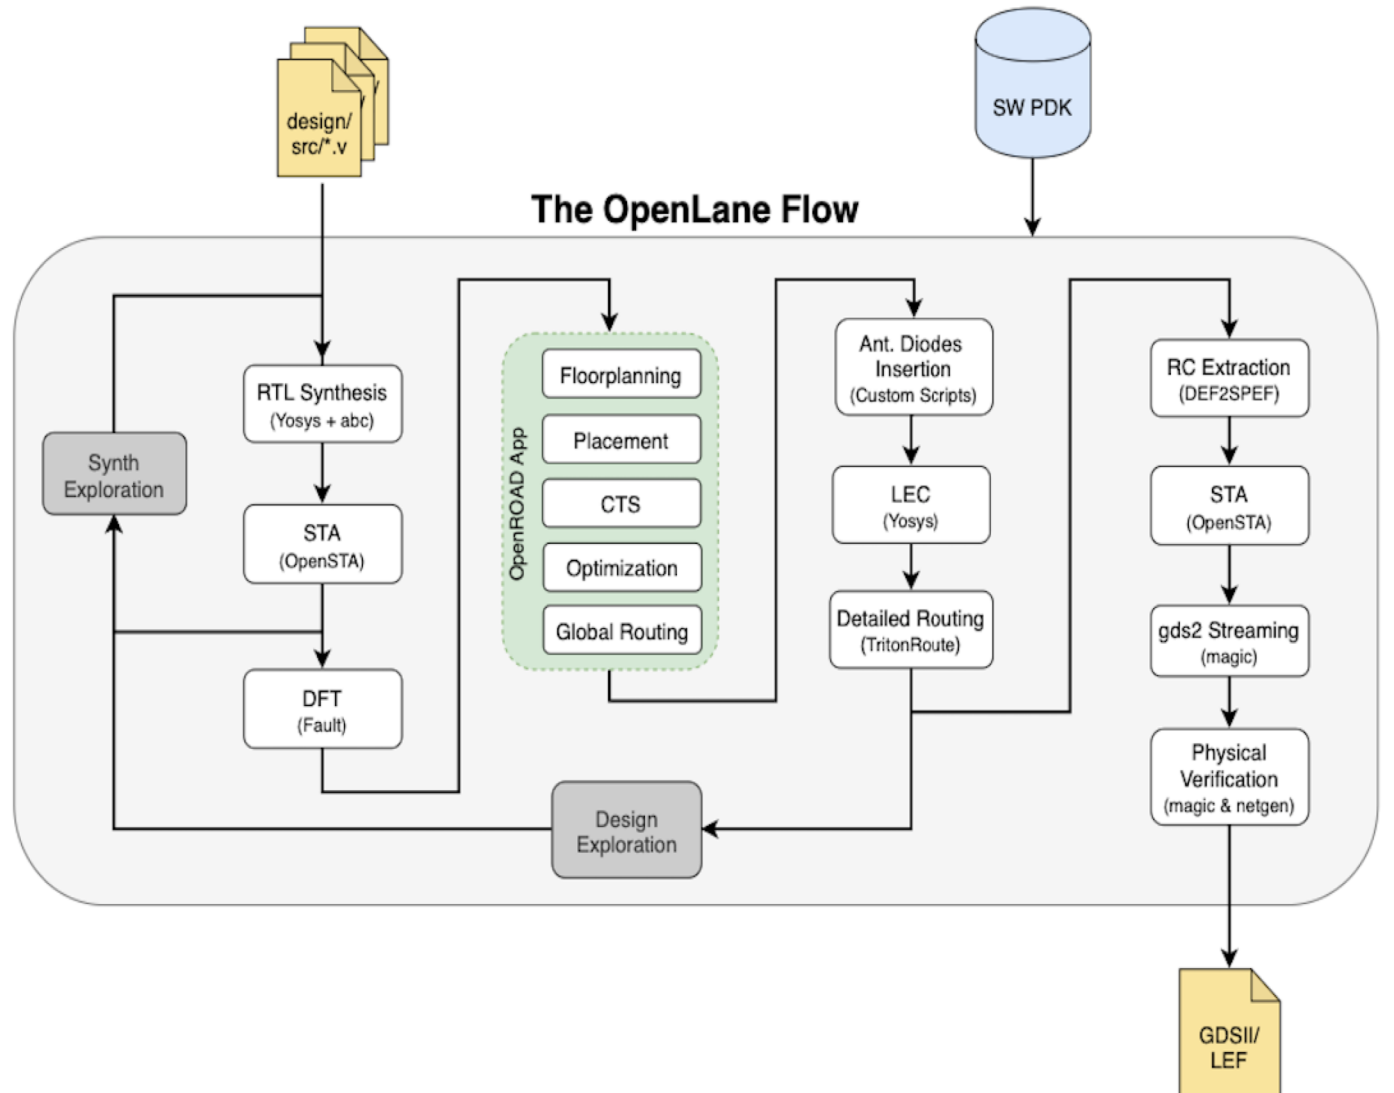 design/
src/*.v
SW PDK
The OpenLane Flow
RTL Synthesis
(Yosys + abc)
Synth
Exploration
STA
(OpenSTA)
DFT
(Fault)
OpenROAD App
Floorplanning
Placement
CTS
Optimization
Global Routing
Design
Exploration
Ant. Diodes
Insertion
(Custom Scripts)
LEC
(Yosys)
Detailed Routing
(TritonRoute)
RC Extraction
(DEF2SPEF)
STA
(OpenSTA)
gds2 Streaming
(magic)
Physical
Verification
(magic & netgen)
GDSII/
LEF